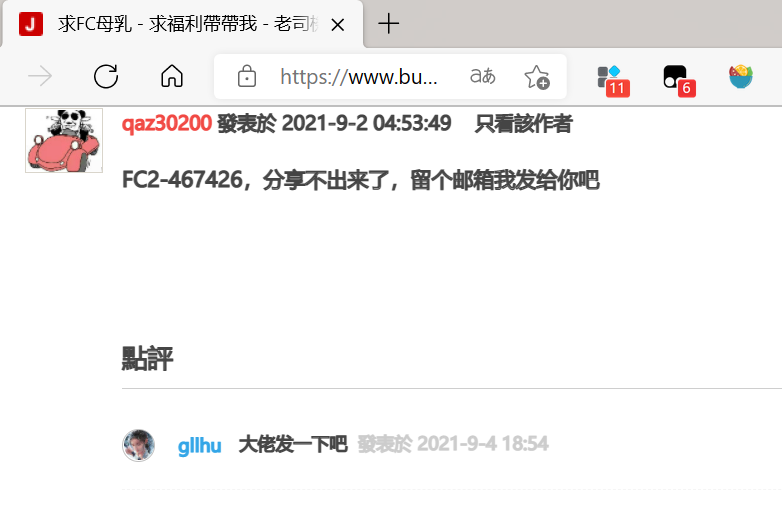 J 求FC母乳 - 求福利帶帶我 - 老司
https://www.bu... aあ 11 6
qaz30200 發表於 2021-9-2 04:53:49 只看該作者
FC2-467426，分享不出来了，留个邮箱我发给你吧
點評
gllhu 大佬发一下吧 發表於 2021-9-4 18:54